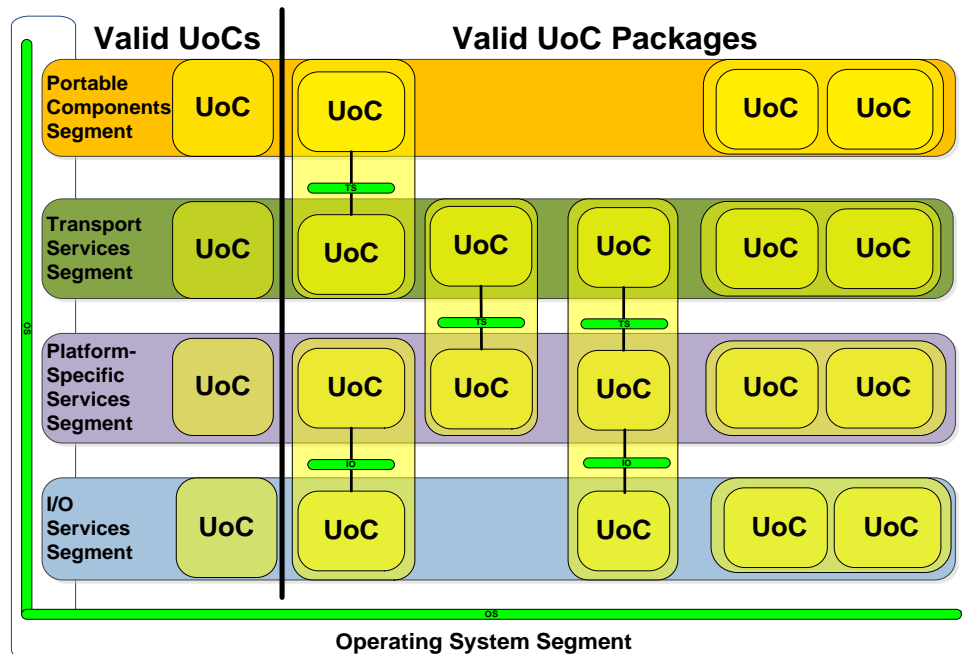 Valid UoCs
Valid UoC Packages
Portable
Components
Segment
UoC
UoC
UoC
UoC
TS
Transport
Services
Segment
UoC
UoC
UoC
UoC
UoC
UoC
OS
TS
TS
Platform-
Specific
Services
Segment
UoC
UoC
UoC
UoC
UoC
UoC
IO
IO
I/O
Services
Segment
UoC
UoC
UoC
UoC
UoC
OS
Operating System Segment